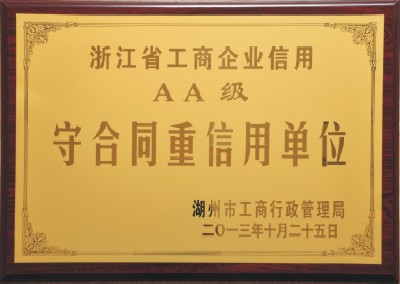 浙江省工商企业信用
AA级
守合同重信用单位
湖州市工商行政管理局
二〇一三年十月二十五日